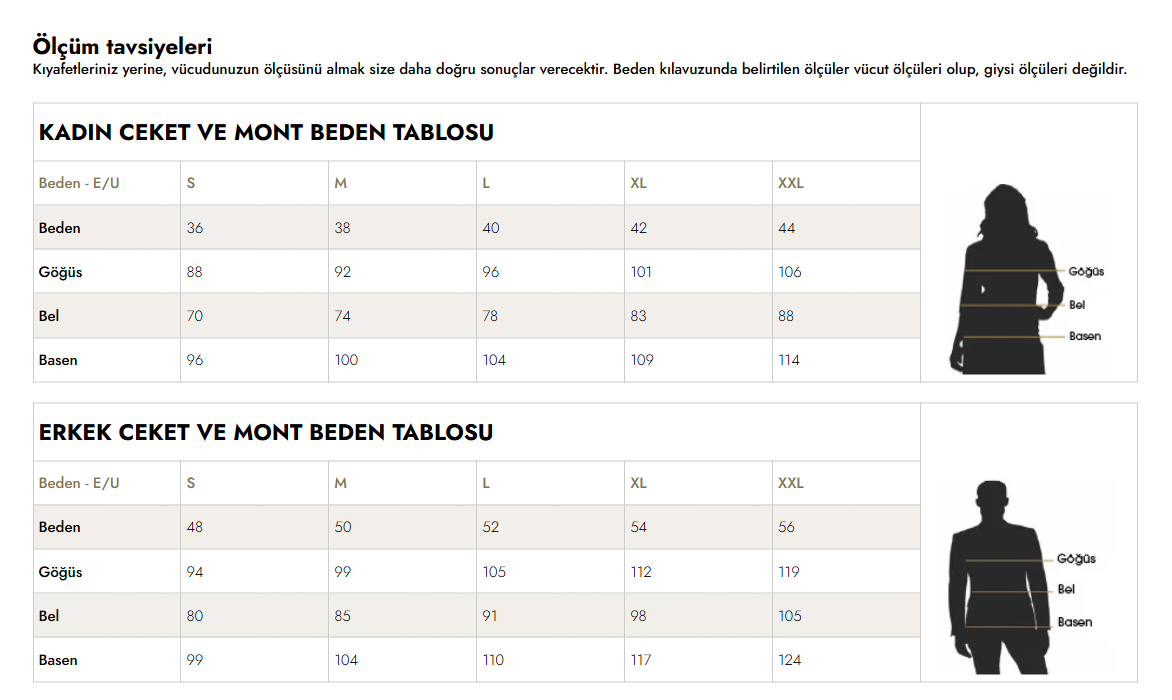 Ölçüm tavsiyeleri
Kıyafetleriniz yerine, vücudunuzun ölçüsünü almak size daha doğru sonuçlar verecektir. Beden kılavuzunda belirtilen ölçüler vücut ölçüleri olup, giysi ölçüleri değildir.
KADIN CEKET VE MONT BEDEN TABLOSU
Beden - E/U S M L XL XXL
Beden 36 38 40 42 44
Göğüs 88 92 96 101 106
Bel 70 74 78 83 88
Basen 96 100 104 109 114
Göğüs
Bel
Basen
ERKEK CEKET VE MONT BEDEN TABLOSU
Beden - E/U S M L XL XXL
Beden 48 50 52 54 56
Göğüs 94 99 105 112 119
Bel 80 85 91 98 105
Basen 99 104 110 117 124
Göğüs
Bel
Basen